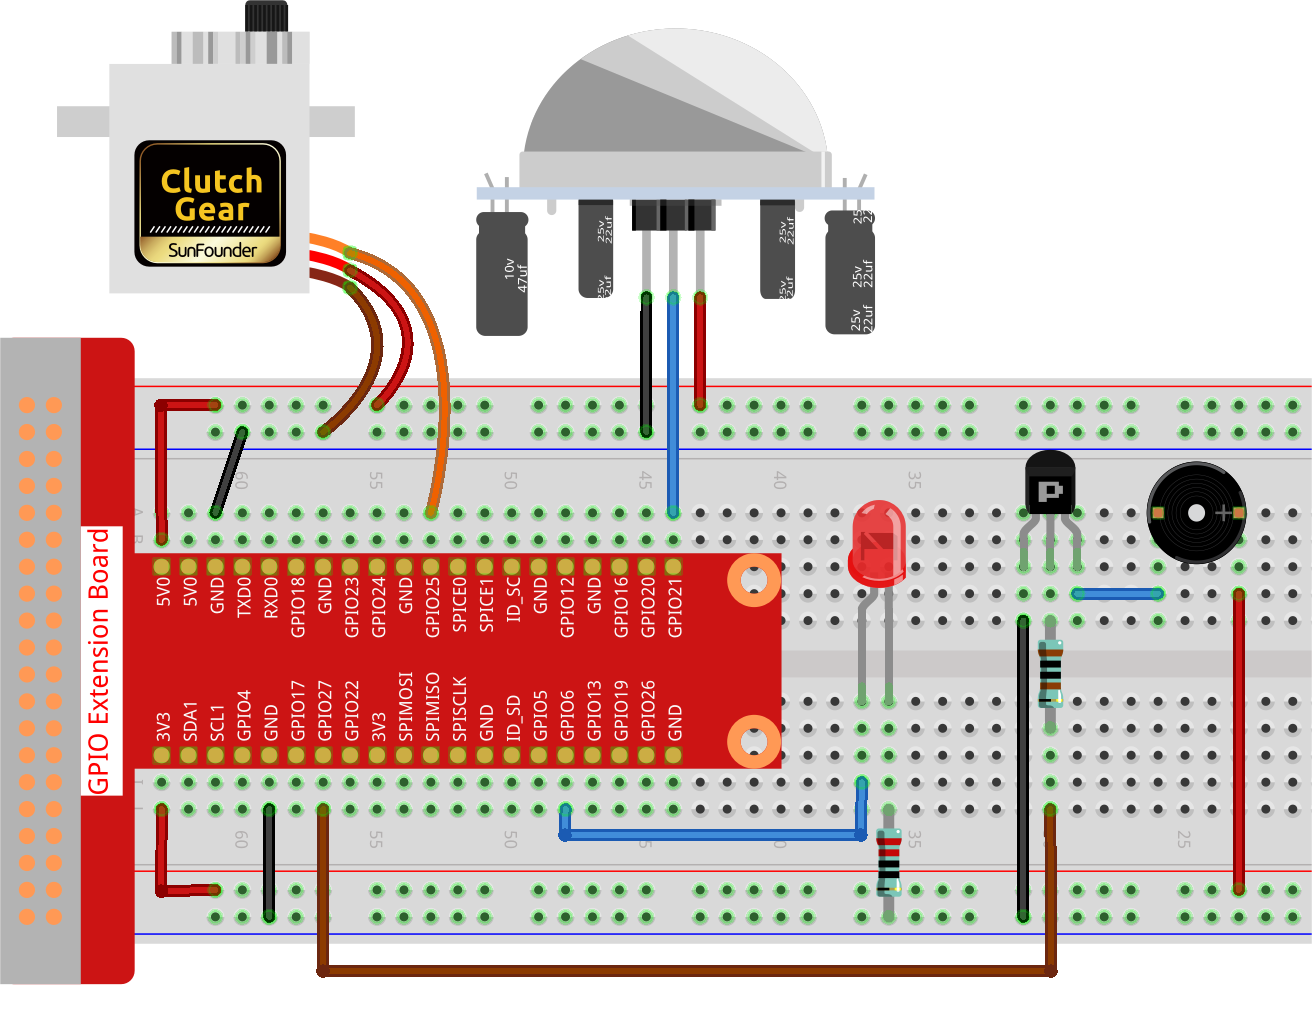 Clutch
Gear
SunFounder
10v
47uf
25v
22uf
25v
22uf
25v
22uf
25v
22uf
25v
22uf
25v
22uf
25v
22uf
P
+
60
55
50
45
40
35
A
B
GPIO Extension Board
5V0
5V0
GND
TXD0
RXD0
GPIO18
GND
GPIO23
GPIO24
GND
GPIO25
SPICE0
SPICE1
ID_SC
GND
GPIO12
GND
GPIO16
GPIO20
GPIO21
3V3
SDA1
SCL1
GPIO4
GND
GPIO17
GPIO27
GPIO22
3V3
SPIMOSI
SPIMISO
SPISCLK
GND
ID_SD
GPIO5
GPIO6
GPIO13
GPIO19
GPIO26
GND
I
60
55
50
35
25